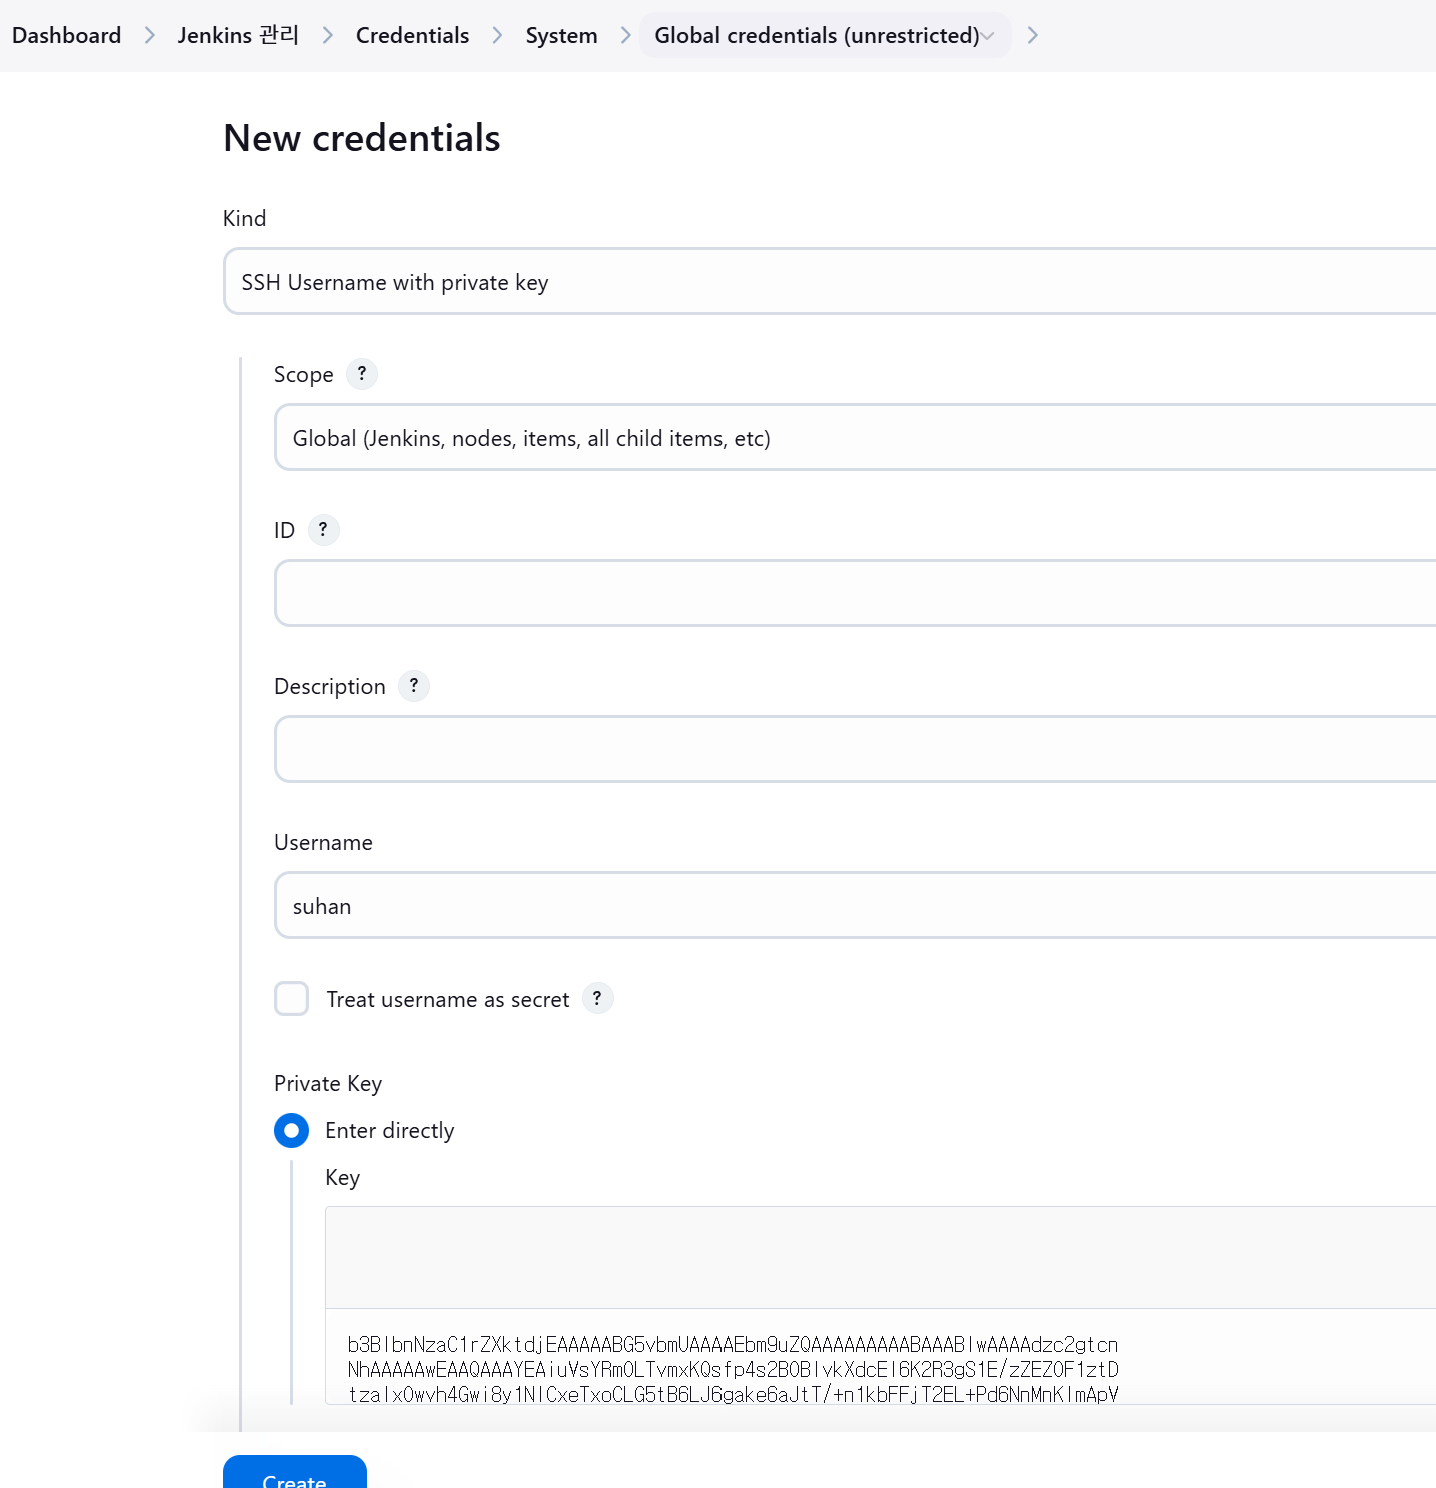 Dashboard > Jenkins 관리 > Credentials > System > Global credentials (unrestricted) >
New credentials
Kind
SSH Username with private key
Scope ?
Global (Jenkins, nodes, items, all child items, etc)
ID ?
Description ?
Username
suhan
Treat username as secret ?
Private Key
Enter directly
Key
b3BlbnNzaC1rZXktdjEAAAAABG5vbmUAAAAEbm9uZQAAAAAAAAABAAABlwAAAAdzc2gtcn
NhAAAAAwEAAQAAAYEAiuVsYRmOLTvmxKQsfp4s2BOBlvkXdcEl6K2R3gS1E/zZEZOF1ztD
tzalxOwvh4Gwi8y1NlCxeTxoCLG5tB6LJ6gake6aJtT/+n1kbFFjT2EL+Pd6NnMnKlmApV
Create